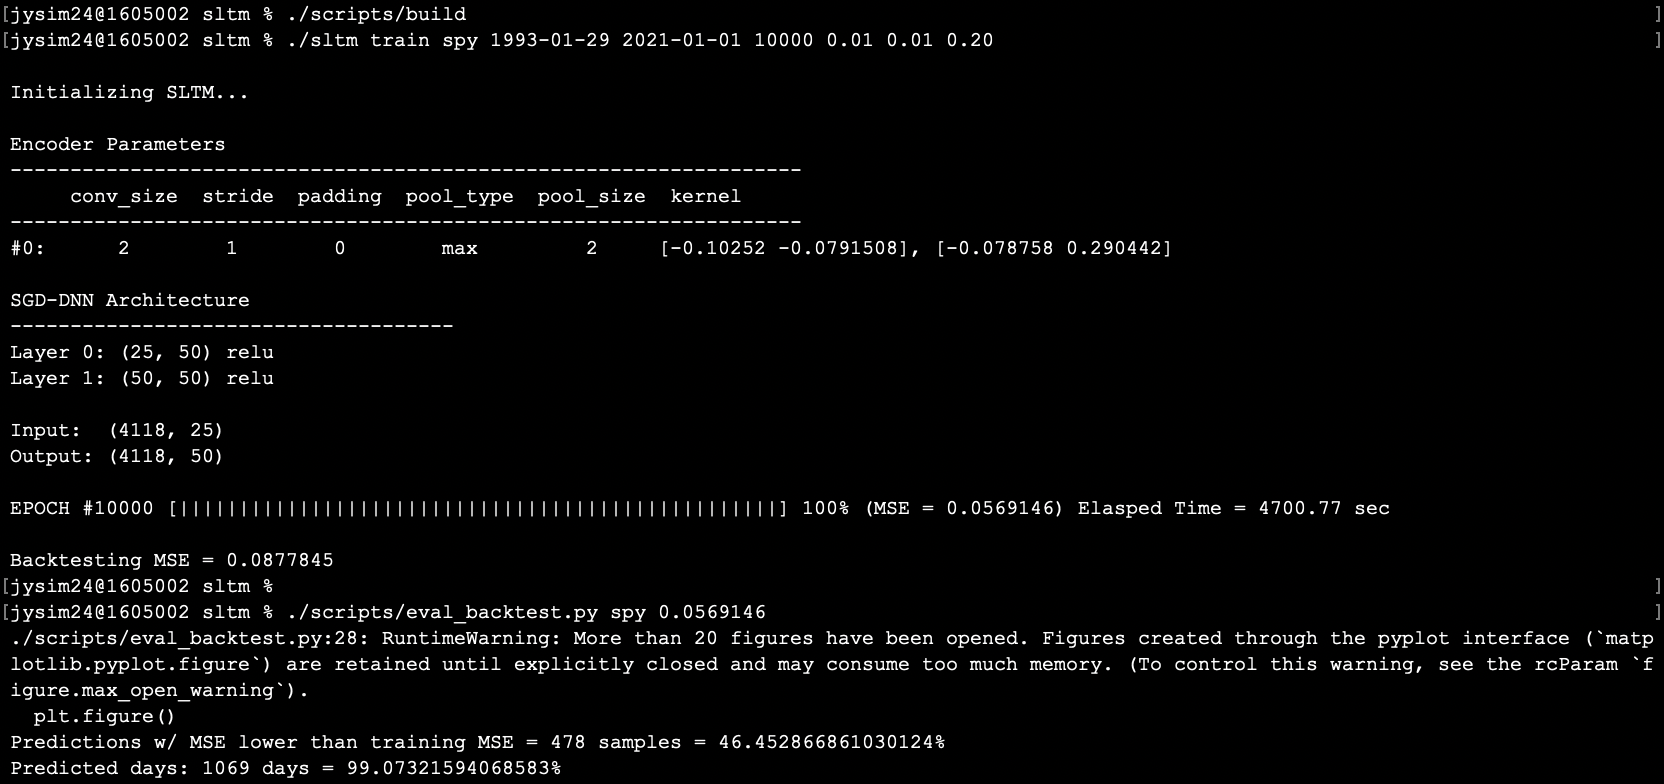 [jysim24@1605002 sltm % ./scripts/build ]
[jysim24@1605002 sltm % ./sltm train spy 1993-01-29 2021-01-01 10000 0.01 0.01 0.20 ]
Initializing SLTM...
Encoder Parameters
------------------------------------------------------------------
conv_size stride padding pool_type pool_size kernel
------------------------------------------------------------------
#0: 2 1 0 max 2 [-0.10252 -0.0791508], [-0.078758 0.290442]
SGD-DNN Architecture
-------------------------------------
Layer 0: (25, 50) relu
Layer 1: (50, 50) relu
Input: (4118, 25)
Output: (4118, 50)
EPOCH #10000 [||||||||||||||||||||||||||||||||||||||||||||||||||] 100% (MSE = 0.0569146) Elasped Time = 4700.77 sec
Backtesting MSE = 0.0877845
[jysim24@1605002 sltm % ]
[jysim24@1605002 sltm % ./scripts/eval_backtest.py spy 0.0569146 ]
./scripts/eval_backtest.py:28: RuntimeWarning: More than 20 figures have been opened. Figures created through the pyplot interface (`matp
lotlib.pyplot.figure`) are retained until explicitly closed and may consume too much memory. (To control this warning, see the rcParam `f
igure.max_open_warning`).
plt.figure()
Predictions w/ MSE lower than training MSE = 478 samples = 46.452866861030124%
Predicted days: 1069 days = 99.07321594068583%